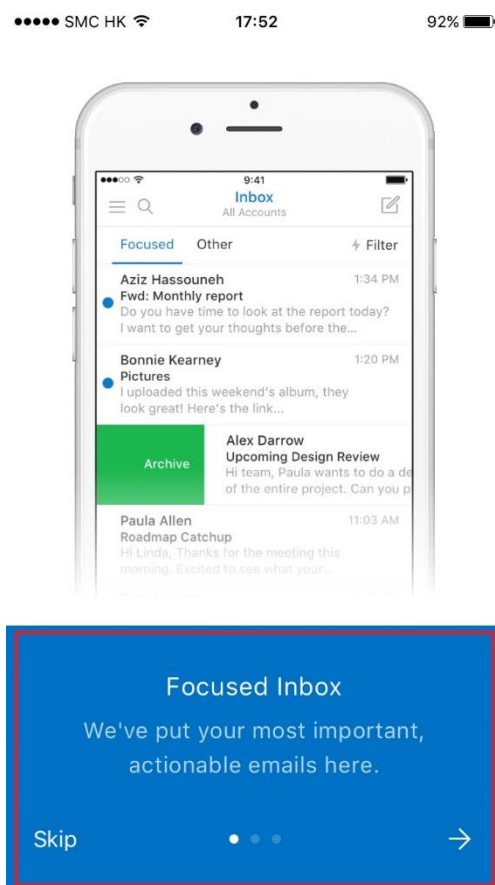 SMC HK 17:52 92%
9:41
Inbox
All Accounts
Focused Other Filter
Aziz Hassouneh 1:34 PM
Fwd: Monthly report
Do you have time to look at the report today?
I want to get your thoughts before the...
Bonnie Kearney 1:20 PM
Pictures
I uploaded this weekend's album, they
look great! Here's the link...
Archive
Alex Darrow
Upcoming Design Review
Hi team, Paula wants to do a de
of the entire project. Can you p
Paula Allen 11:03 AM
Roadmap Catchup
Hi Linda, Thanks for the meeting this
morning. Excited to see what your...
Focused Inbox
We've put your most important,
actionable emails here.
Skip